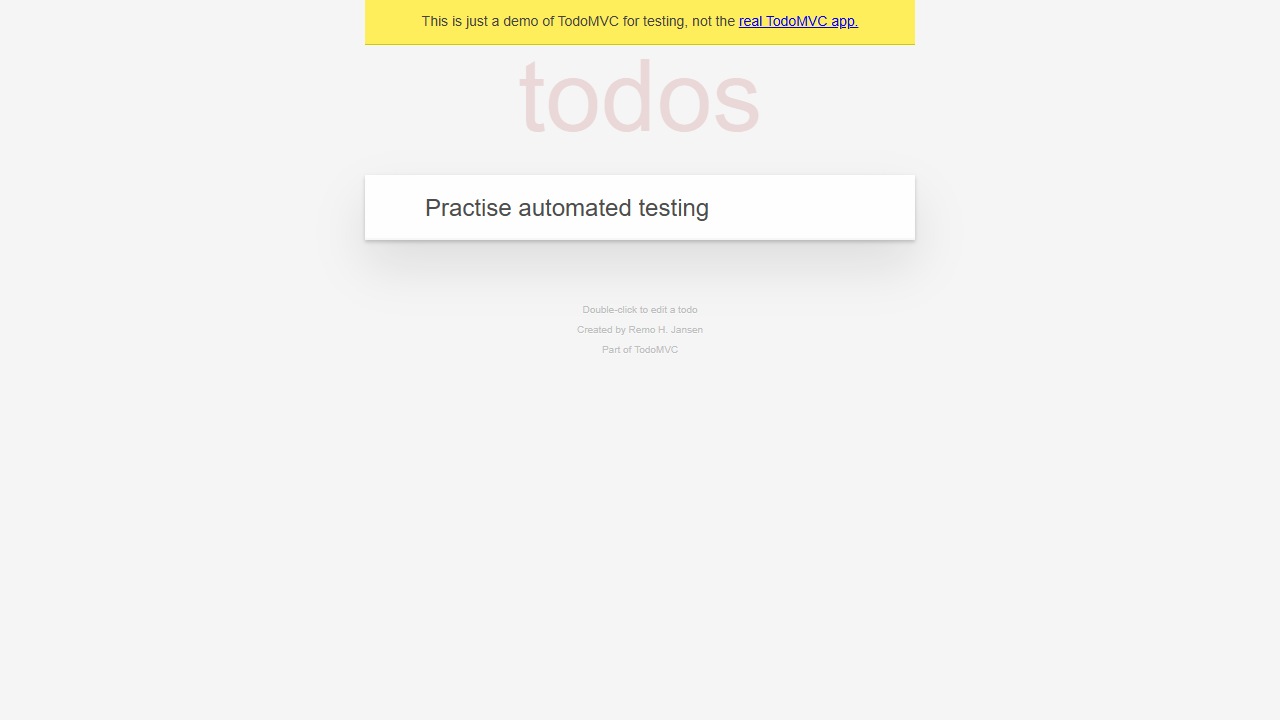 This is just a demo of TodoMVC for testing, not the real TodoMVC app.
todos
Practise automated testing
Double-click to edit a todo
Created by Remo H. Jansen
Part of TodoMVC